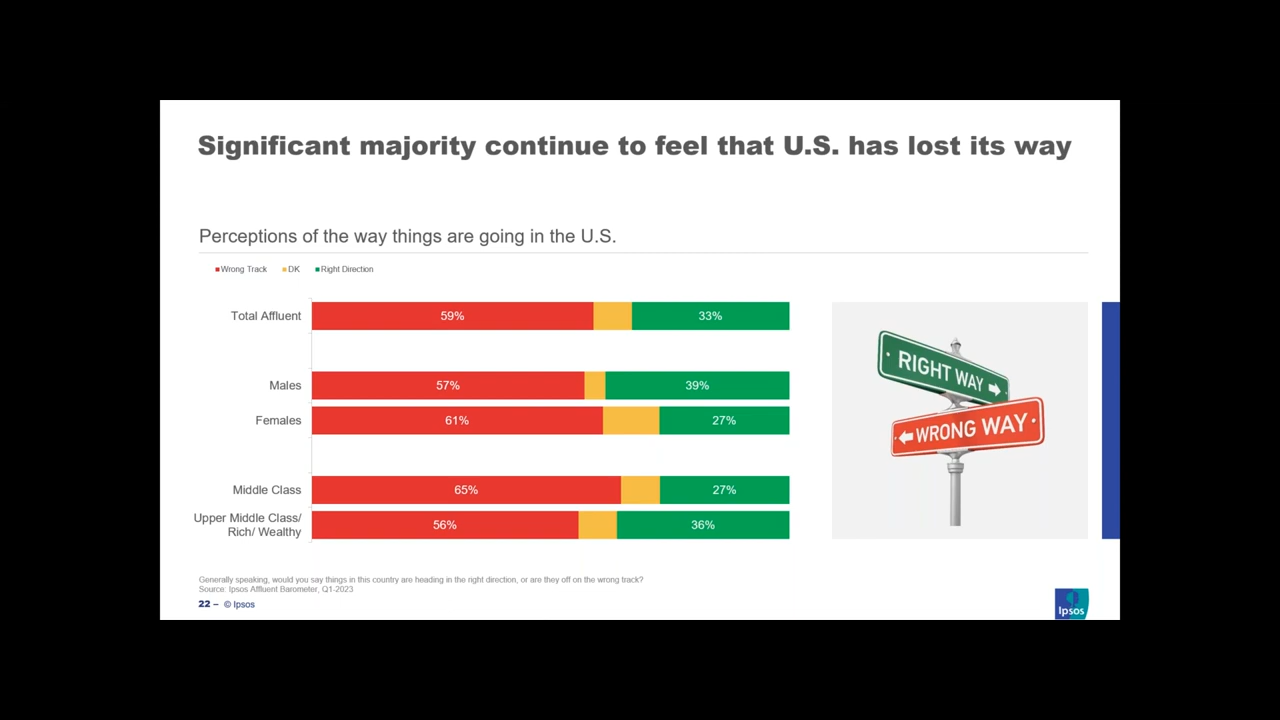 Significant majority continue to feel that U.S. has lost its way
Perceptions of the way things are going in the U.S.
Wrong Track DK Right Direction
Total Affluent 59% 33%
Males 57% 39%
Females 61% 27%
Middle Class 65% 27%
Upper Middle Class/
Rich/ Wealthy 56% 36%
RIGHT WAY
WRONG WAY
Generally speaking, would you say things in this country are heading in the right direction, or are they off on the wrong track?
Source: Ipsos Affluent Barometer, Q1-2023
22 – © Ipsos
Ipsos